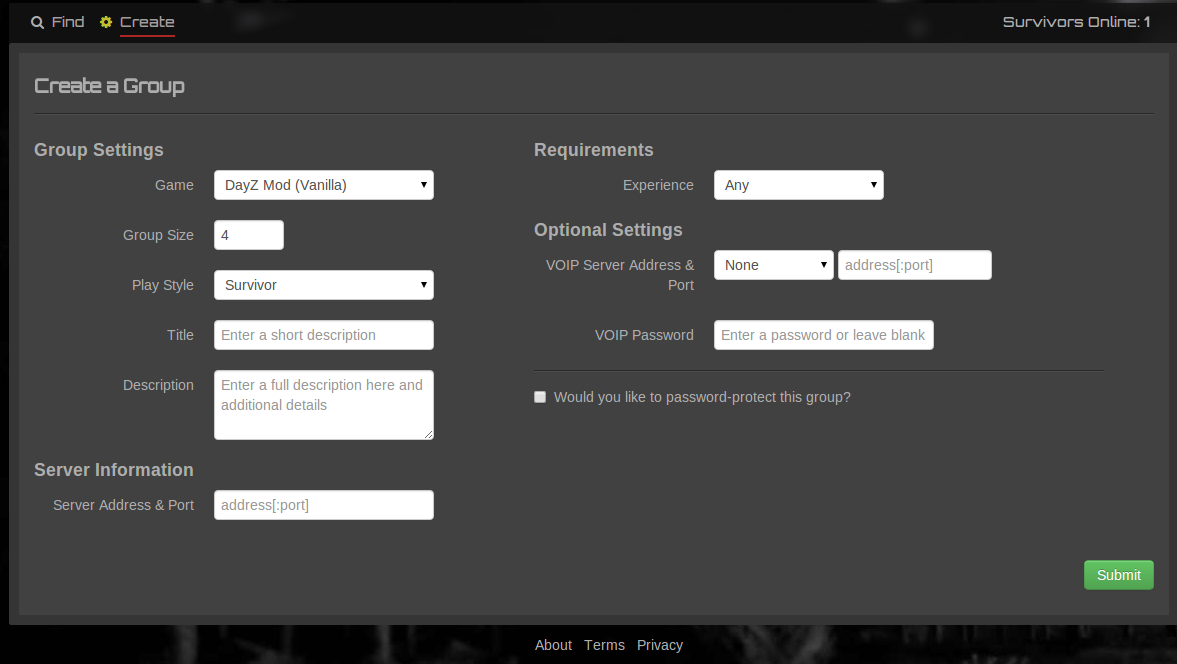 Find Create Survivors Online: 1
Create a Group
Group Settings
Game DayZ Mod (Vanilla)
Group Size 4
Play Style Survivor
Title Enter a short description
Description Enter a full description here and
additional details
Server Information
Server Address & Port address[:port]
Requirements
Experience Any
Optional Settings
VOIP Server Address & None address[:port]
Port
VOIP Password Enter a password or leave blank
Would you like to password-protect this group?
Submit
About Terms Privacy